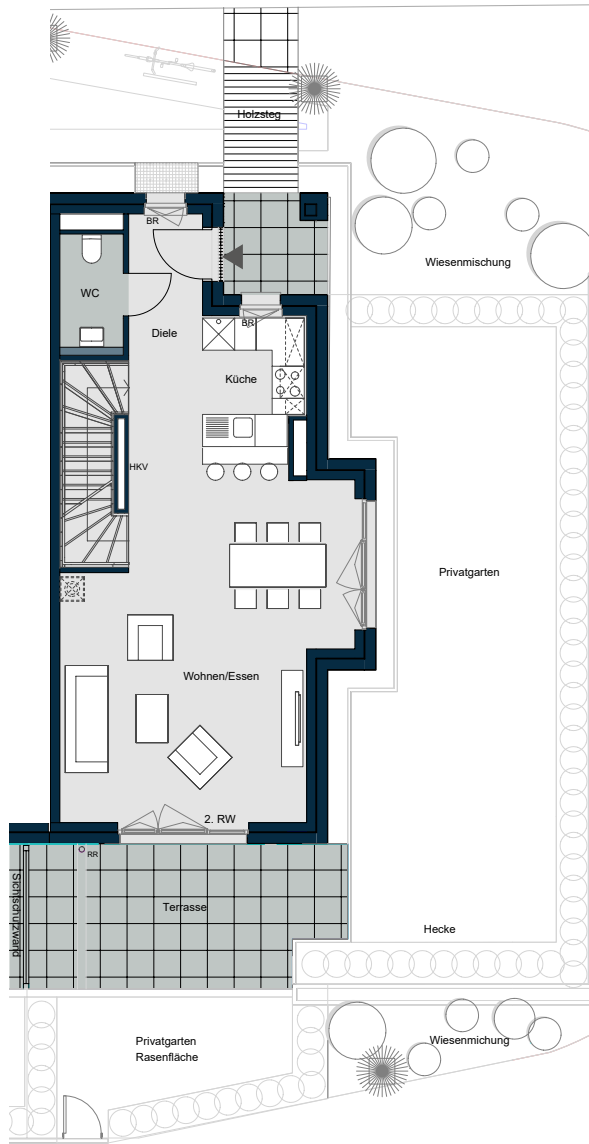 Holzsteg
BR
Wiesenmischung
WC
Diele
BR
Küche
HKV
Privatgarten
Wohnen/Essen
2. RW
RR
Sichtschutzwand
Terrasse
Hecke
Privatgarten
Rasenfläche
Wiesenmichung